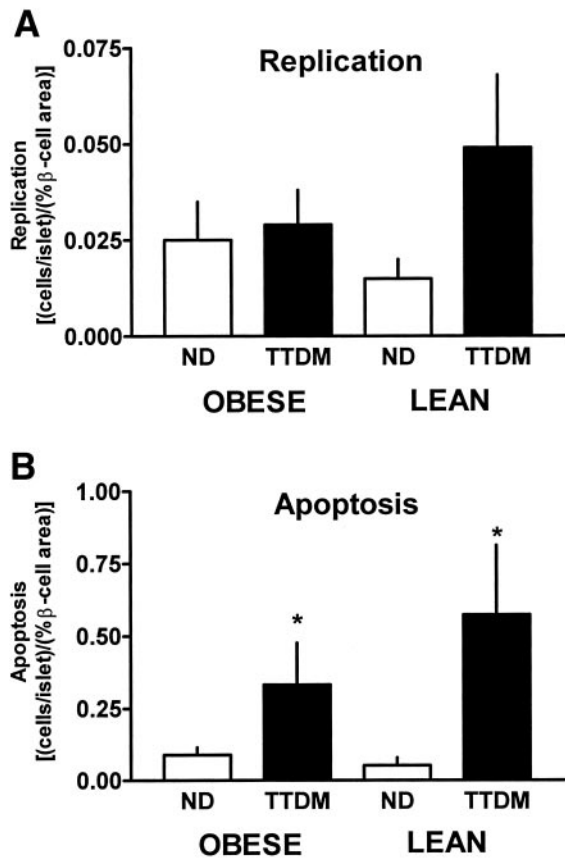 A
Replication
Replication
[(cells/islet)/(%β-cell area)]
0.075
0.050
0.025
0.000
ND TTDM ND TTDM
OBESE LEAN
B
Apoptosis
Apoptosis
[(cells/islet)/(%β-cell area)]
1.00
0.75
0.50
0.25
0.00
* *
ND TTDM ND TTDM
OBESE LEAN